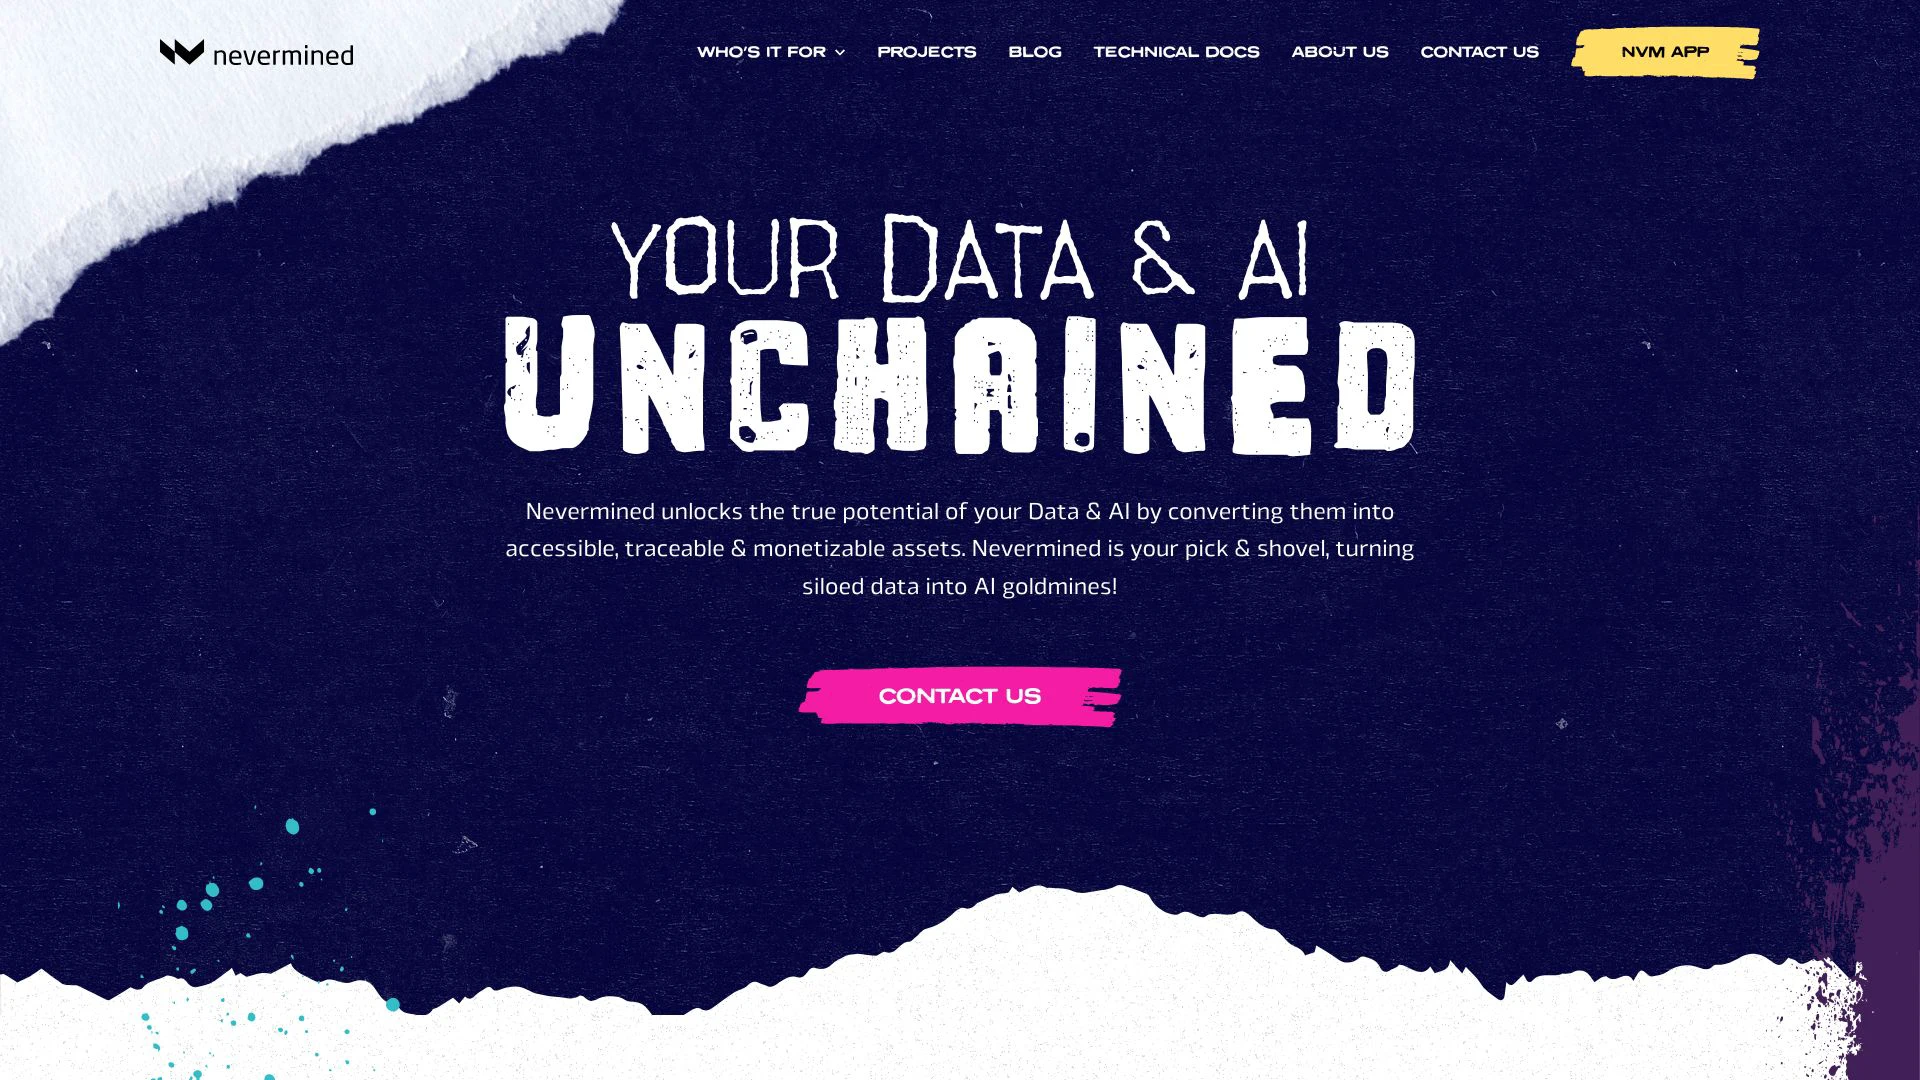 nevermined
WHO'S IT FOR
PROJECTS
BLOG
TECHNICAL DOCS
ABOUT US
CONTACT US
NVM APP
YOUR DATA & AI
UNCHAINED
Nevermined unlocks the true potential of your Data & AI by converting them into
accessible, traceable & monetizable assets. Nevermined is your pick & shovel, turning
siloed data into AI goldmines!
CONTACT US